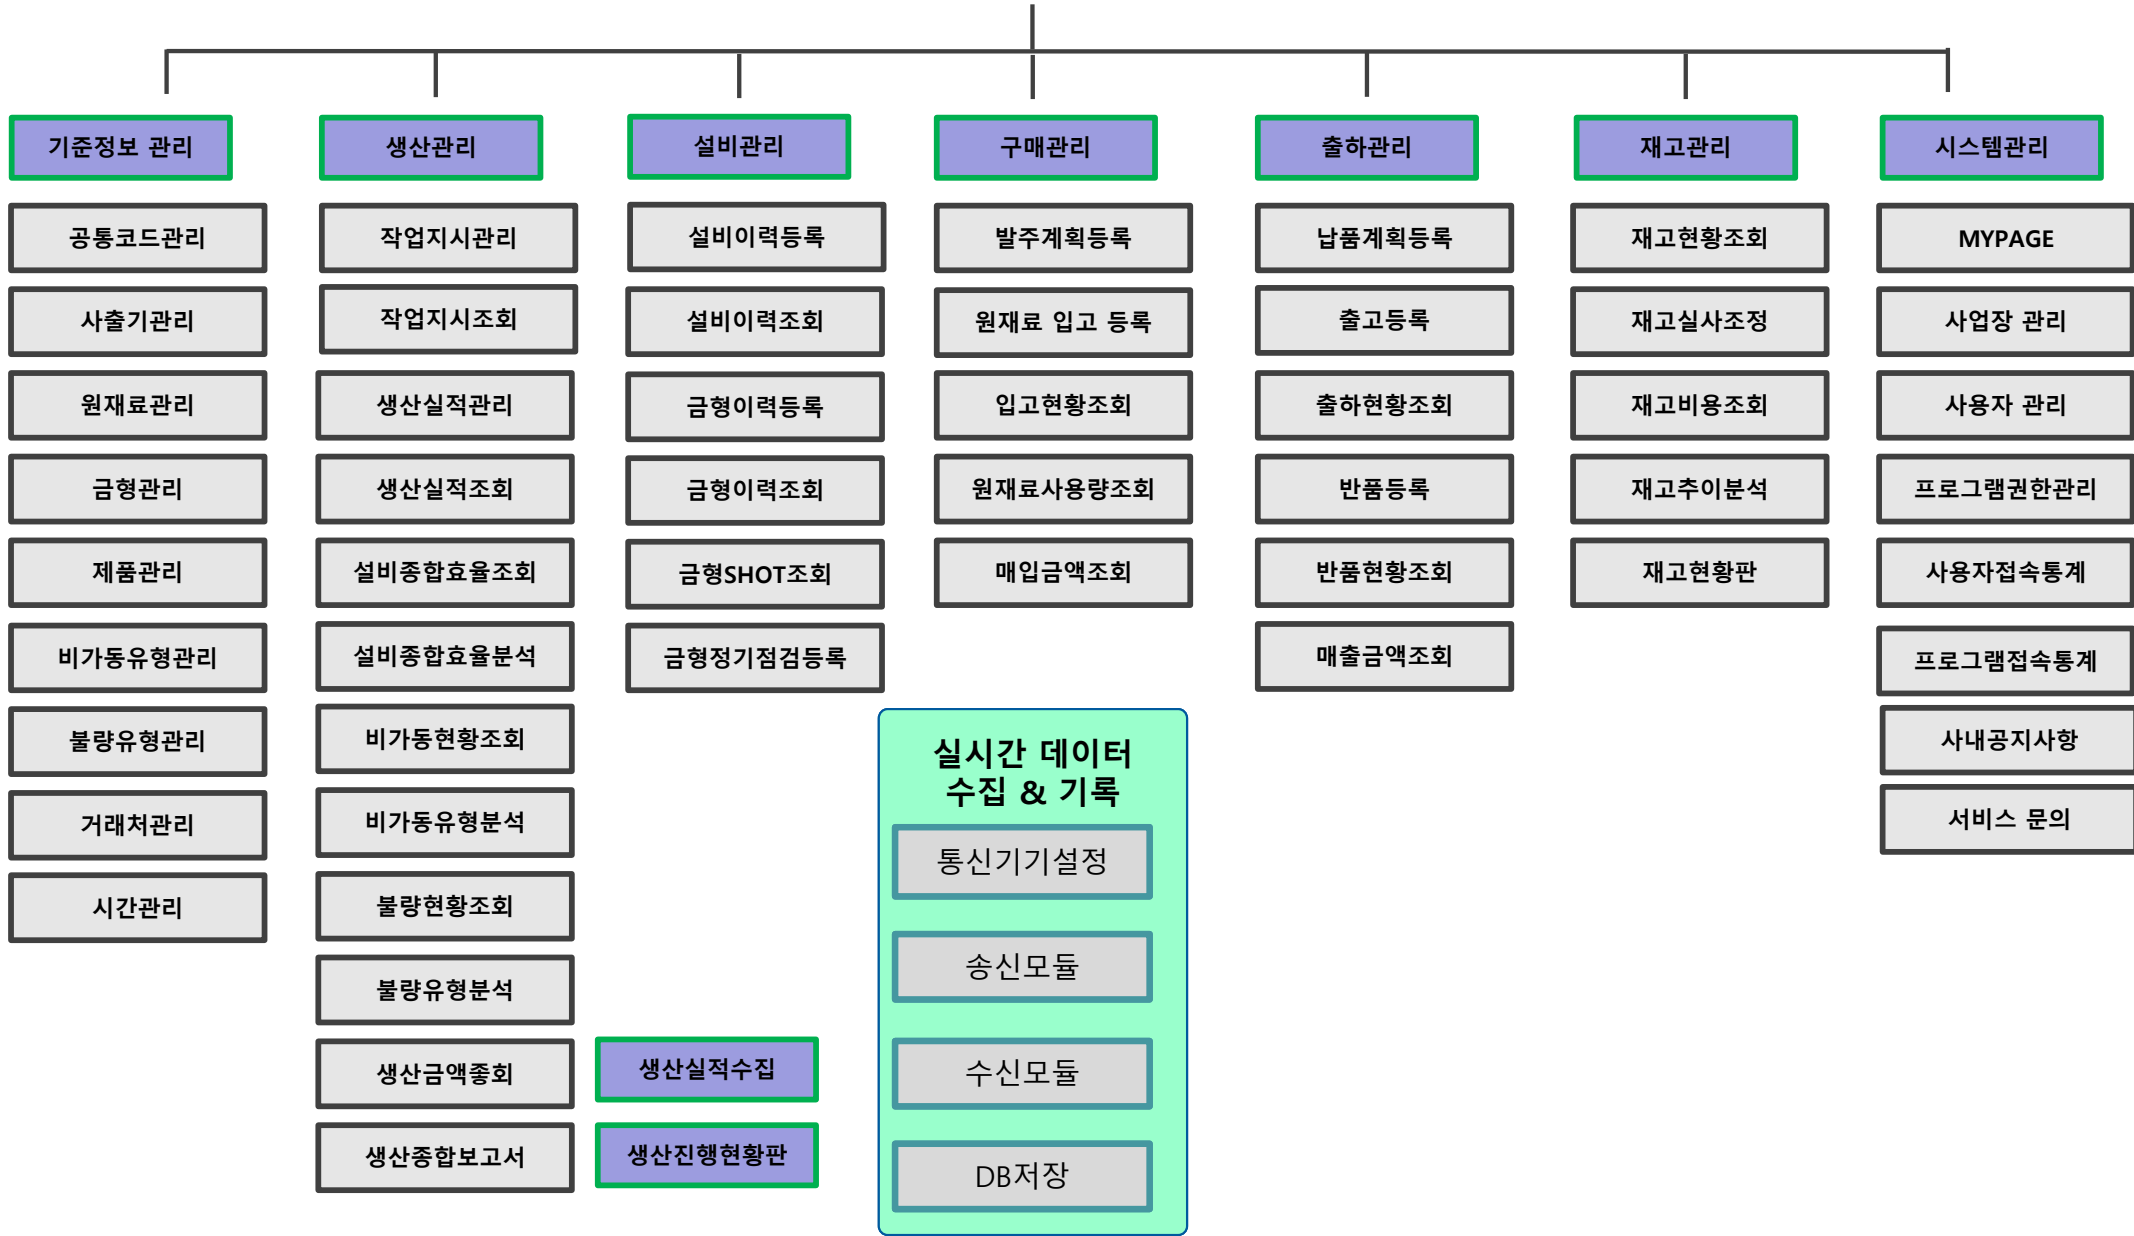 기준정보 관리
공통코드관리
사출기관리
원재료관리
금형관리
제품관리
비가동유형관리
불량유형관리
거래처관리
시간관리
생산관리
작업지시관리
작업지시조회
생산실적관리
생산실적조회
설비종합효율조회
설비종합효율분석
비가동현황조회
비가동유형분석
불량현황조회
불량유형분석
생산금액종회
생산종합보고서
생산실적수집
생산진행현황판
설비관리
설비이력등록
설비이력조회
금형이력등록
금형이력조회
금형SHOT조회
금형정기점검등록
구매관리
발주계획등록
원재료 입고 등록
입고현황조회
원재료사용량조회
매입금액조회
실시간 데이터
수집 & 기록
통신기기설정
송신모듈
수신모듈
DB저장
출하관리
납품계획등록
출고등록
출하현황조회
반품등록
반품현황조회
매출금액조회
재고관리
재고현황조회
재고실사조정
재고비용조회
재고추이분석
재고현황판
시스템관리
MYPAGE
사업장 관리
사용자 관리
프로그램권한관리
사용자접속통계
프로그램접속통계
사내공지사항
서비스 문의